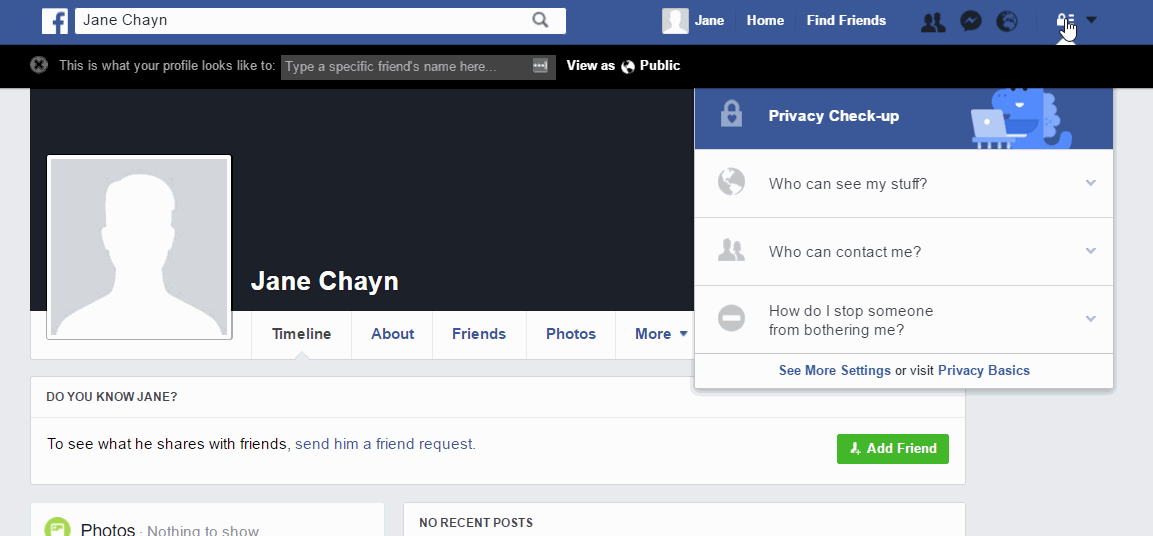 f
Jane Chayn
Jane Home Find Friends
This is what your profile looks like to: Type a specific friend's name here... View as Public
Privacy Check-up
Who can see my stuff?
Who can contact me?
How do I stop someone
from bothering me?
See More Settings or visit Privacy Basics
Jane Chayn
Timeline About Friends Photos More
DO YOU KNOW JANE?
To see what he shares with friends, send him a friend request.
Add Friend
Photos · Nothing to show
NO RECENT POSTS